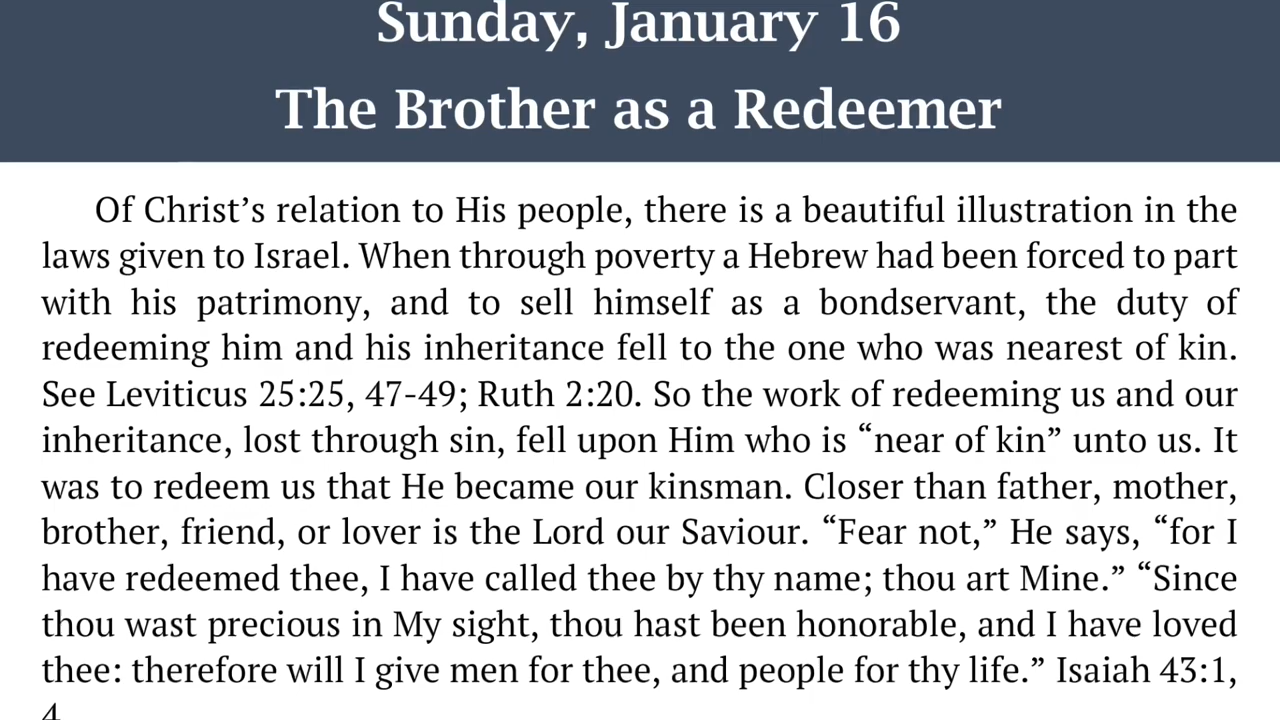 Sunday, January 16
The Brother as a Redeemer
Of Christ’s relation to His people, there is a beautiful illustration in the
laws given to Israel. When through poverty a Hebrew had been forced to part
with his patrimony, and to sell himself as a bondservant, the duty of
redeeming him and his inheritance fell to the one who was nearest of kin.
See Leviticus 25:25, 47-49; Ruth 2:20. So the work of redeeming us and our
inheritance, lost through sin, fell upon Him who is “near of kin” unto us. It
was to redeem us that He became our kinsman. Closer than father, mother,
brother, friend, or lover is the Lord our Saviour. “Fear not,” He says, “for I
have redeemed thee, I have called thee by thy name; thou art Mine.” “Since
thou wast precious in My sight, thou hast been honorable, and I have loved
thee: therefore will I give men for thee, and people for thy life.” Isaiah 43:1,
4